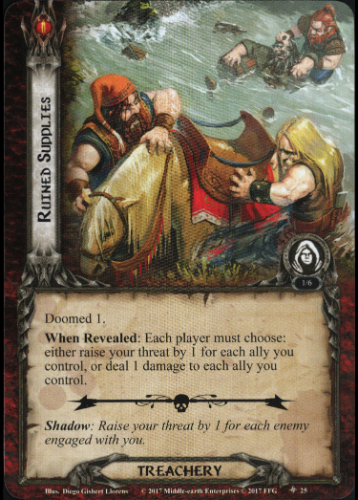 RUINED SUPPLIES
1/6
Doomed 1.
When Revealed: Each player must choose:
either raise your threat by 1 for each ally you
control, or deal 1 damage to each ally you
control.
Shadow: Raise your threat by 1 for each enemy
engaged with you.
TREACHERY
Illus. Diego Gisbert Llorens © 2017 Middle-earth Enterprises © 2017 FFG 25